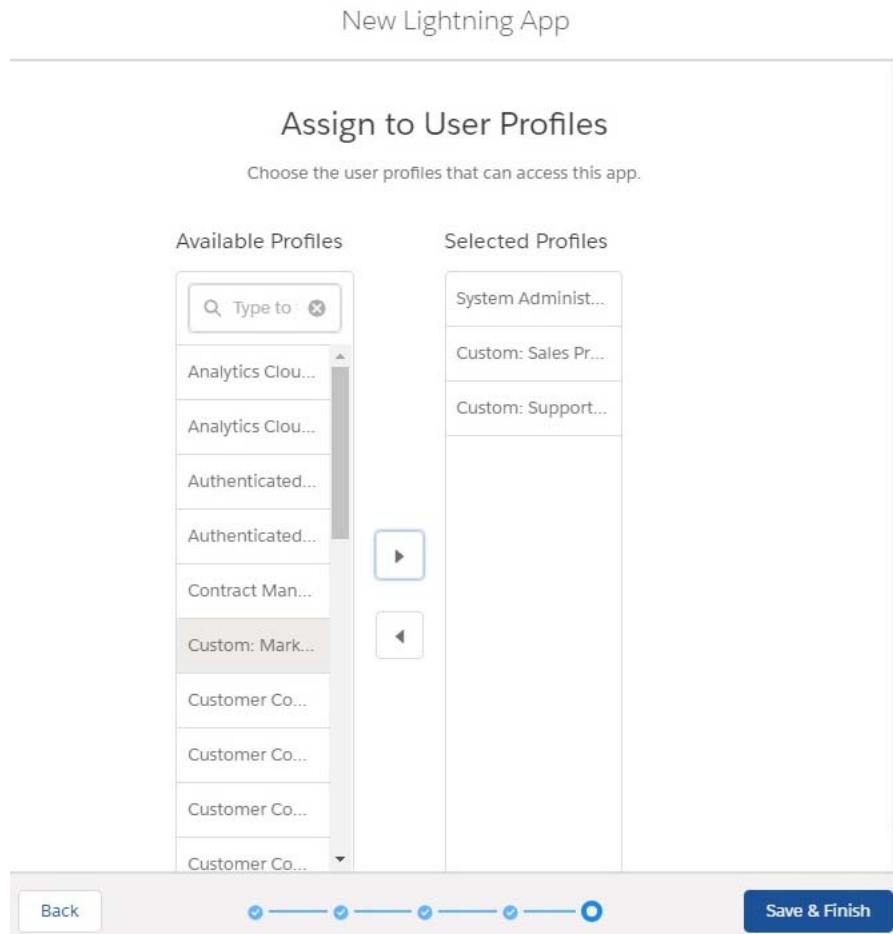 New Lightning App
Assign to User Profiles
Choose the user profiles that can access this app.
Available Profiles
Selected Profiles
Type to
Analytics Clou...
Analytics Clou...
Authenticated...
Authenticated...
Contract Man...
Custom: Mark...
Customer Co...
Customer Co...
Customer Co...
Customer Co...
System Administ...
Custom: Sales Pr...
Custom: Support...
Back
Save & Finish